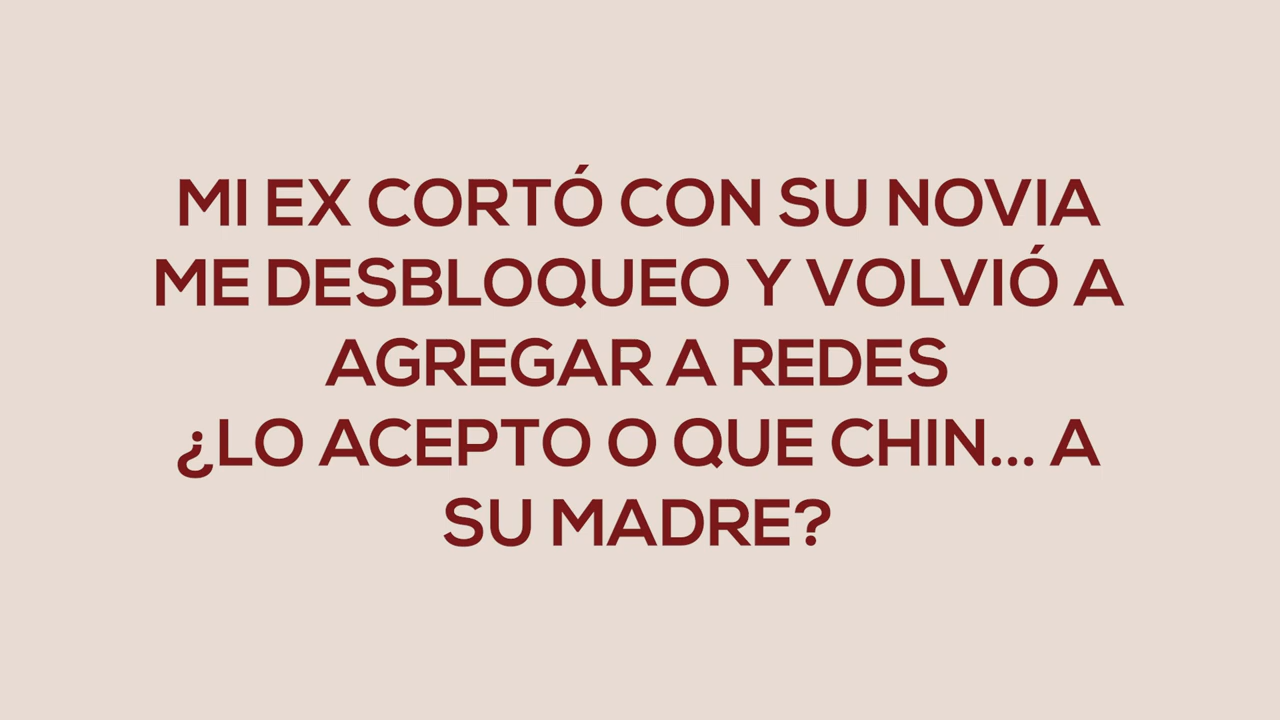 MI EX CORTÓ CON SU NOVIA
ME DESBLOQUEO Y VOLVIÓ A
AGREGAR A REDES
¿LO ACEPTO O QUE CHIN... A
SU MADRE?